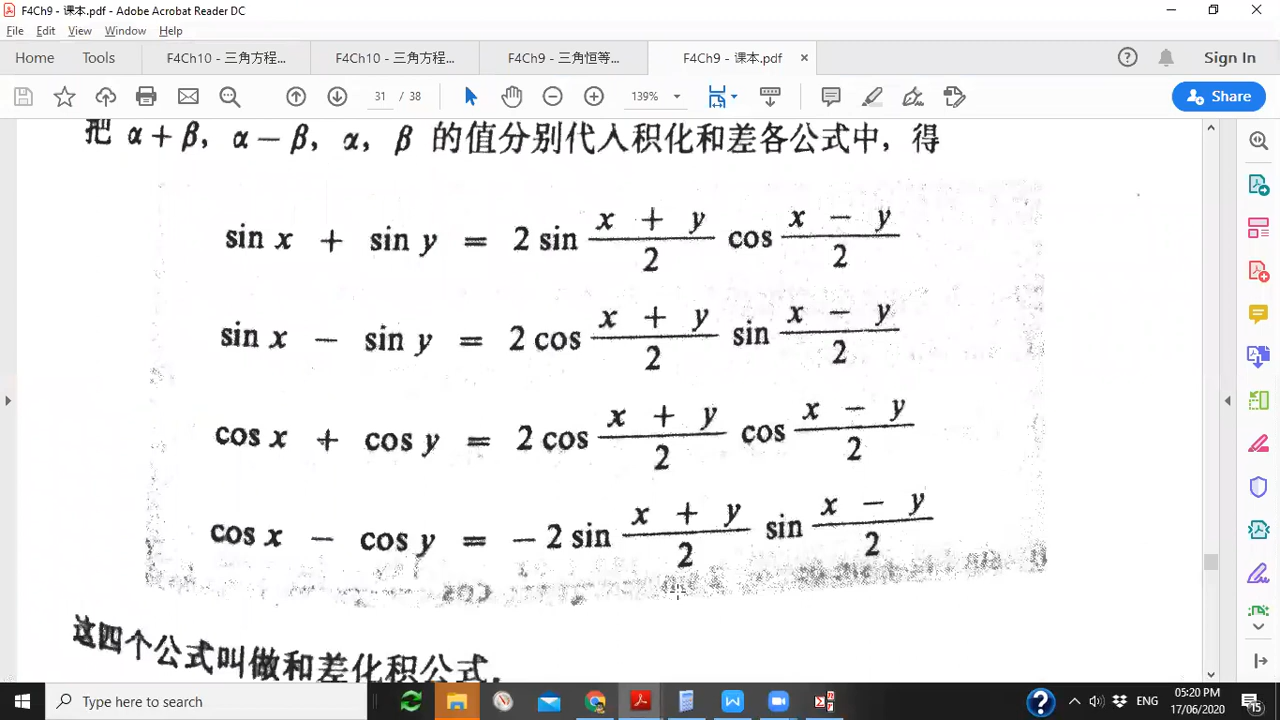 F4Ch9 - 课本.pdf - Adobe Acrobat Reader DC
File Edit View Window Help
Home Tools F4Ch10 - 三角方程... F4Ch10 - 三角方程... F4Ch9 - 三角恒等... F4Ch9 - 课本.pdf × Sign In
31 / 38 139% Share
把 α + β, α − β, α, β 的值分别代入积化和差各公式中, 得
sin x + sin y = 2 sin (x + y)/2 cos (x − y)/2
sin x − sin y = 2 cos (x + y)/2 sin (x − y)/2
cos x + cos y = 2 cos (x + y)/2 cos (x − y)/2
cos x − cos y = − 2 sin (x + y)/2 sin (x − y)/2
这四个公式叫做和差化积公式.
Type here to search ENG 05:20 PM 17/06/2020 15